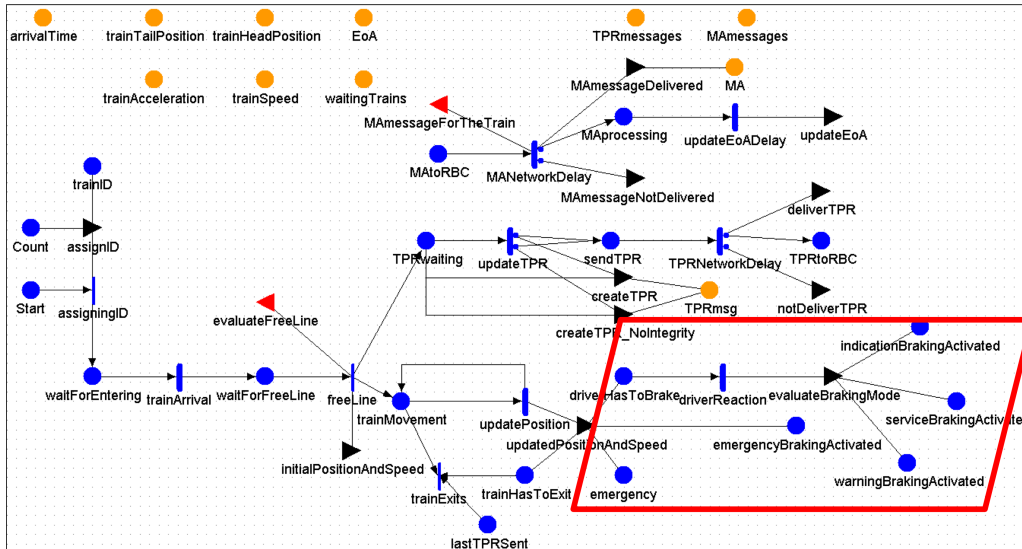 arrivalTime
trainTailPosition
trainHeadPosition
EoA
TPRmessages
MAmessages
trainAcceleration
trainSpeed
waitingTrains
MAmessageDelivered
MA
MAmessageForTheTrain
MAprocessing
updateEoADelay
updateEoA
MAtoRBC
MANetworkDelay
MAmessageNotDelivered
trainID
Count
assignID
deliverTPR
TPRwaiting
updateTPR
sendTPR
TPRNetworkDelay
TPRtoRBC
Start
assigningID
createTPR
TPRmsg
notDeliverTPR
evaluateFreeLine
createTPR_NoIntegrity
indicationBrakingActivated
waitForEntering
trainArrival
waitForFreeLine
freeLine
trainMovement
updatePosition
driverHasToBrake
driverReaction
evaluateBrakingMode
serviceBrakingActivate
updatedPositionAndSpeed
emergencyBrakingActivated
initialPositionAndSpeed
trainExits
trainHasToExit
emergency
warningBrakingActivated
lastTPRSent